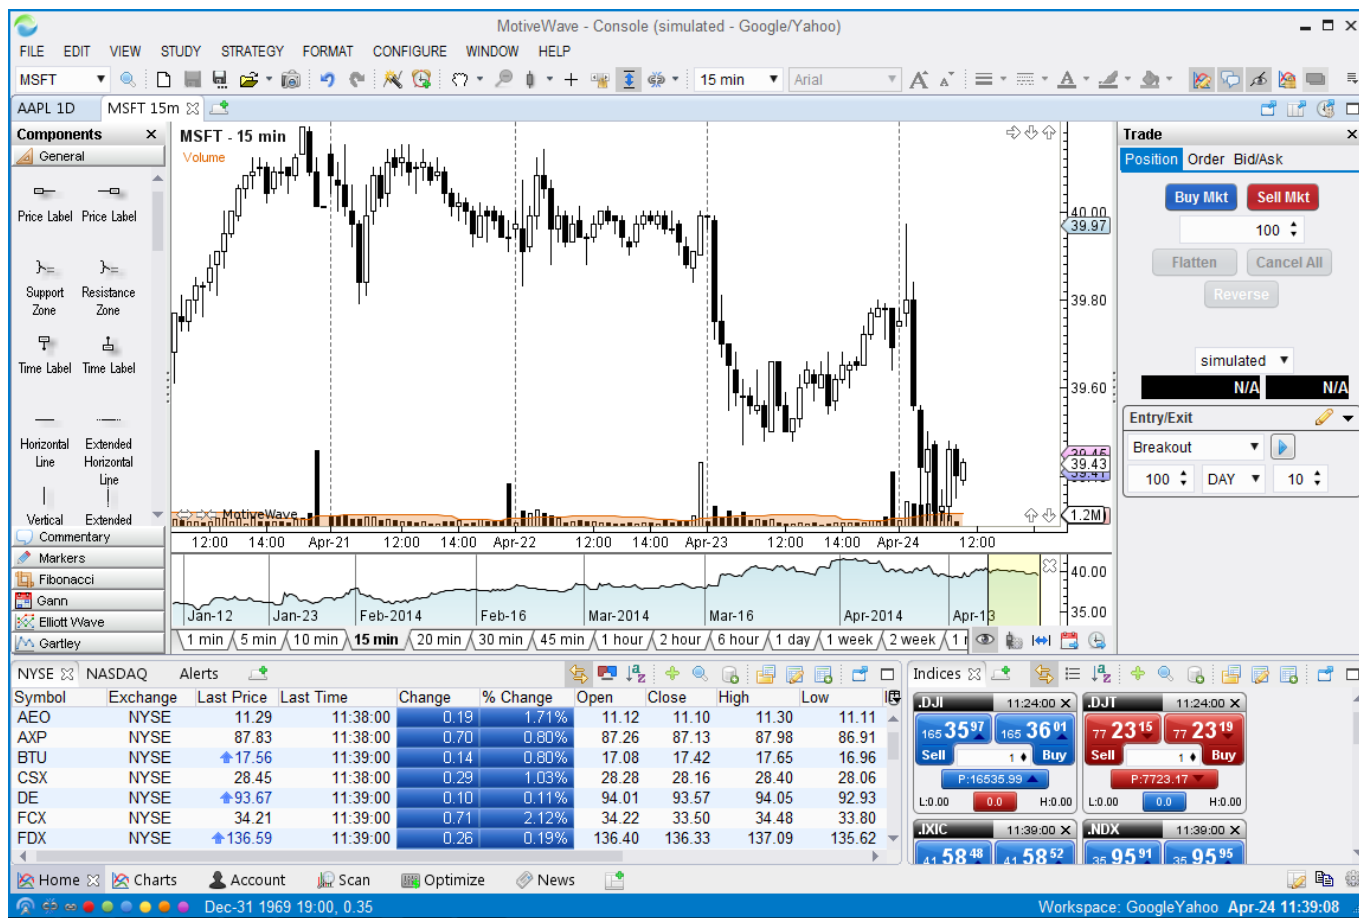 MotiveWave - Console (simulated - Google/Yahoo)
FILE EDIT VIEW STUDY STRATEGY FORMAT CONFIGURE WINDOW HELP
MSFT 15 min Arial
AAPL 1D MSFT 15m
Components
General
Price Label Price Label
Support Zone
Resistance Zone
Time Label Time Label
Horizontal Line
Extended Horizontal Line
Vertical Extended
Commentary
Markers
Fibonacci
Gann
Elliott Wave
Gartley
MSFT - 15 min
Volume
40.00
39.97
39.80
39.60
39.43
1.2M
MotiveWave
12:00 14:00 Apr-21 12:00 14:00 Apr-22 12:00 14:00 Apr-23 12:00 14:00 Apr-24 12:00
40.00
35.00
Jan-12 Jan-23 Feb-2014 Feb-16 Mar-2014 Mar-16 Apr-2014 Apr-13
1 min 5 min 10 min 15 min 20 min 30 min 45 min 1 hour 2 hour 6 hour 1 day 1 week 2 week
Trade
Position Order Bid/Ask
Buy Mkt Sell Mkt
100
Flatten Cancel All
Reverse
simulated
N/A N/A
Entry/Exit
Breakout
100 DAY 10
NYSE NASDAQ Alerts
Symbol Exchange Last Price Last Time Change % Change Open Close High Low
AEO NYSE 11.29 11:38:00 0.19 1.71% 11.12 11.10 11.30 11.11
AXP NYSE 87.83 11:38:00 0.70 0.80% 87.26 87.13 87.98 86.91
BTU NYSE 17.56 11:39:00 0.14 0.80% 17.08 17.42 17.65 16.96
CSX NYSE 28.45 11:38:00 0.29 1.03% 28.28 28.16 28.40 28.06
DE NYSE 93.67 11:39:00 0.10 0.11% 94.01 93.57 94.05 92.93
FCX NYSE 34.21 11:39:00 0.71 2.12% 34.22 33.50 34.48 33.80
FDX NYSE 136.59 11:39:00 0.26 0.19% 136.40 136.33 137.09 135.62
Indices
.DJI 11:24:00
165 35 97 165 36 01
Sell 1 Buy
P:16535.99
L:0.00 0.0 H:0.00
.DJT 11:24:00
77 23 15 77 23 19
Sell 1 Buy
P:7723.17
L:0.00 0.0 H:0.00
.IXIC 11:39:00
41 58 48 41 58 52
.NDX 11:39:00
35 95 91 35 95 95
Home Charts Account Scan Optimize News
Dec-31 1969 19:00, 0.35
Workspace: GoogleYahoo Apr-24 11:39:08